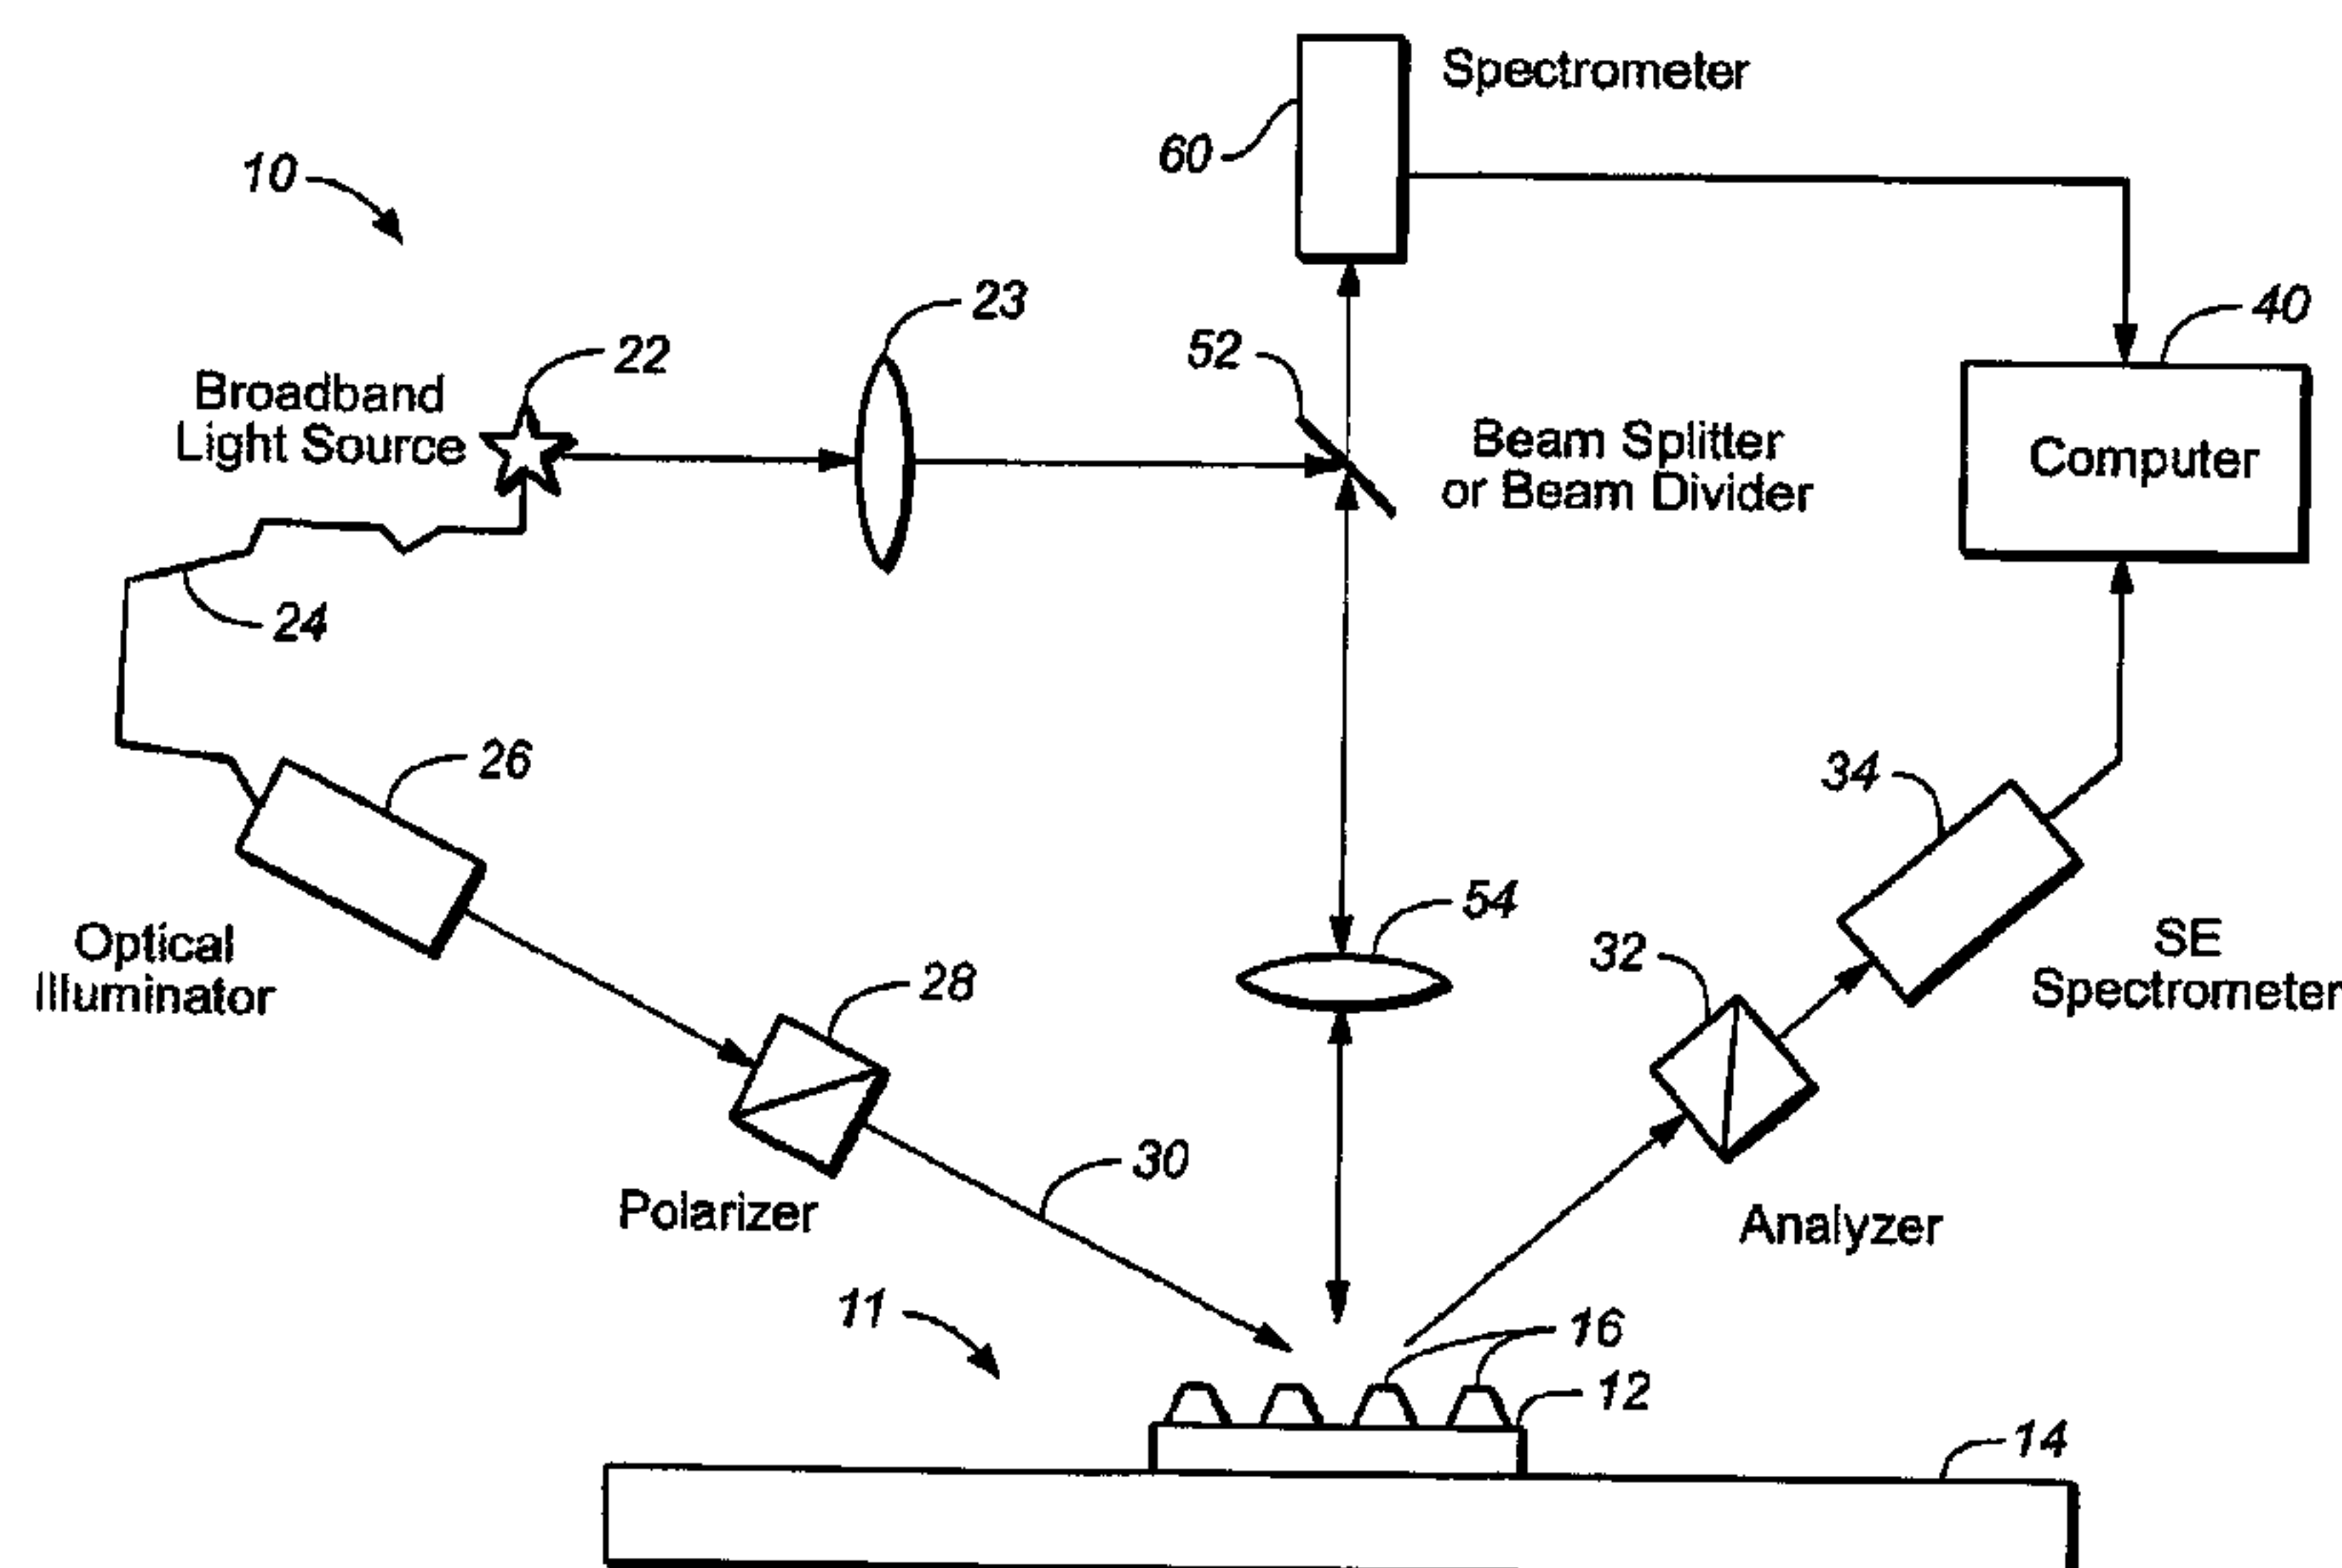 Spectrometer
60
10
23
40
52
22
Broadband
Light Source
Beam Splitter
or Beam Divider
Computer
24
26
34
54
Optical
Illuminator
32
SE
Spectrometer
28
30
Polarizer
Analyzer
11
16
12
14